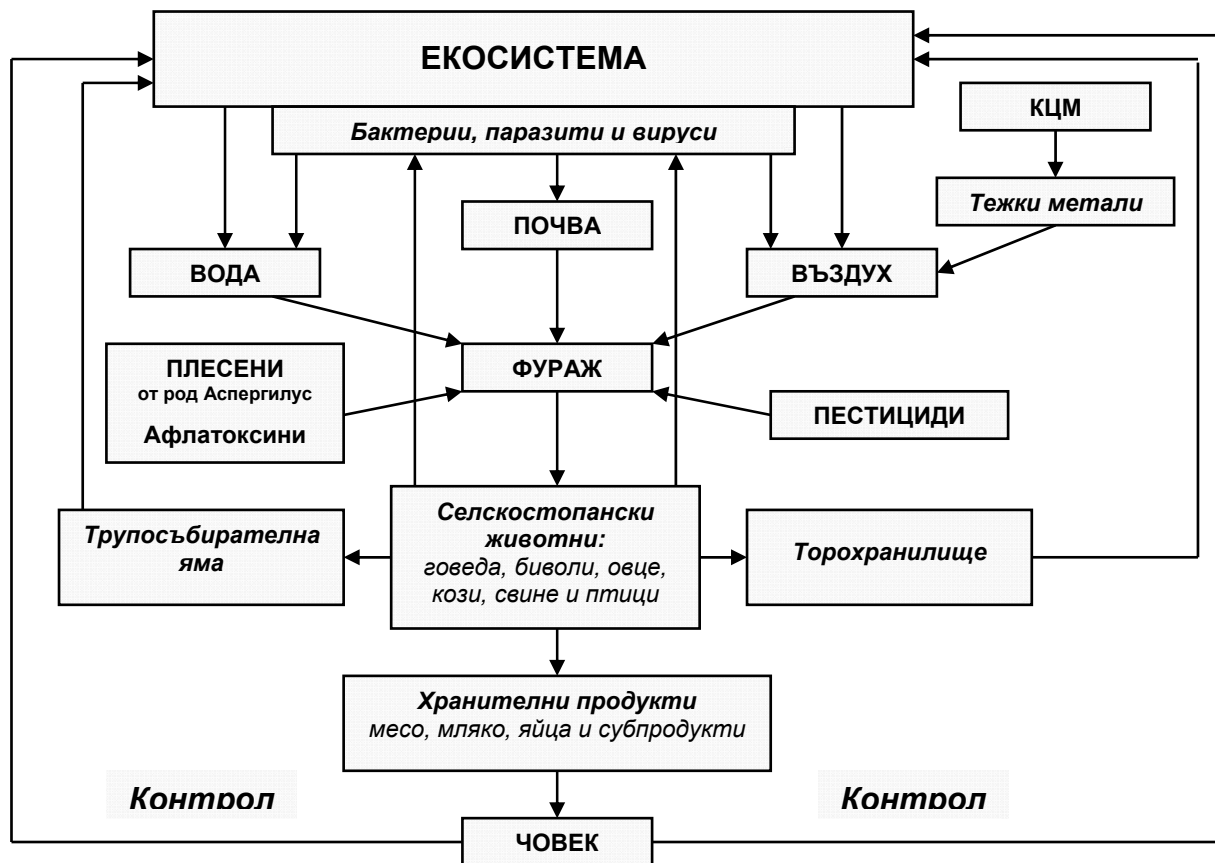 ЕКОСИСТЕМА
Бактерии, паразити и вируси
КЦМ
Тежки метали
ПОЧВА
ВОДА
ВЪЗДУХ
ПЛЕСЕНИ
от род Аспергилус
Афлатоксини
ФУРАЖ
ПЕСТИЦИДИ
Трупосъбирателна
яма
Селскостопански
животни:
говеда, биволи, овце,
кози, свине и птици
Торохранилище
Хранителни продукти
месо, мляко, яйца и субпродукти
Контрол
Контрол
ЧОВЕК